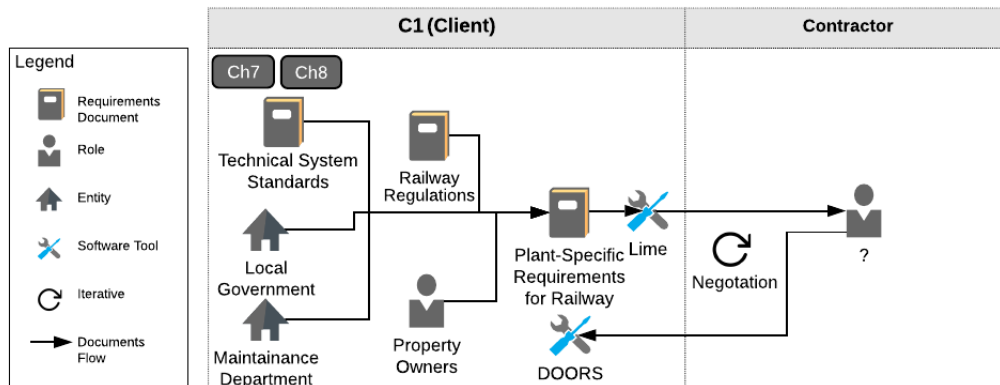 C1 (Client)
Contractor
Legend
Requirements
Document
Role
Entity
Software Tool
Iterative
Documents
Flow
Ch7
Ch8
Technical System
Standards
Railway
Regulations
Local
Government
Maintainance
Department
Property
Owners
Plant-Specific
Requirements
for Railway
Lime
DOORS
Negotation
?